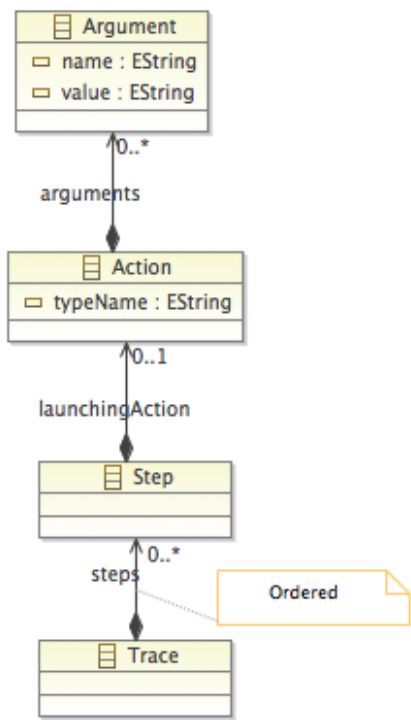 Argument
name : EString
value : EString
0..*
arguments
Action
typeName : EString
0..1
launchingAction
Step
0..*
steps
Ordered
Trace